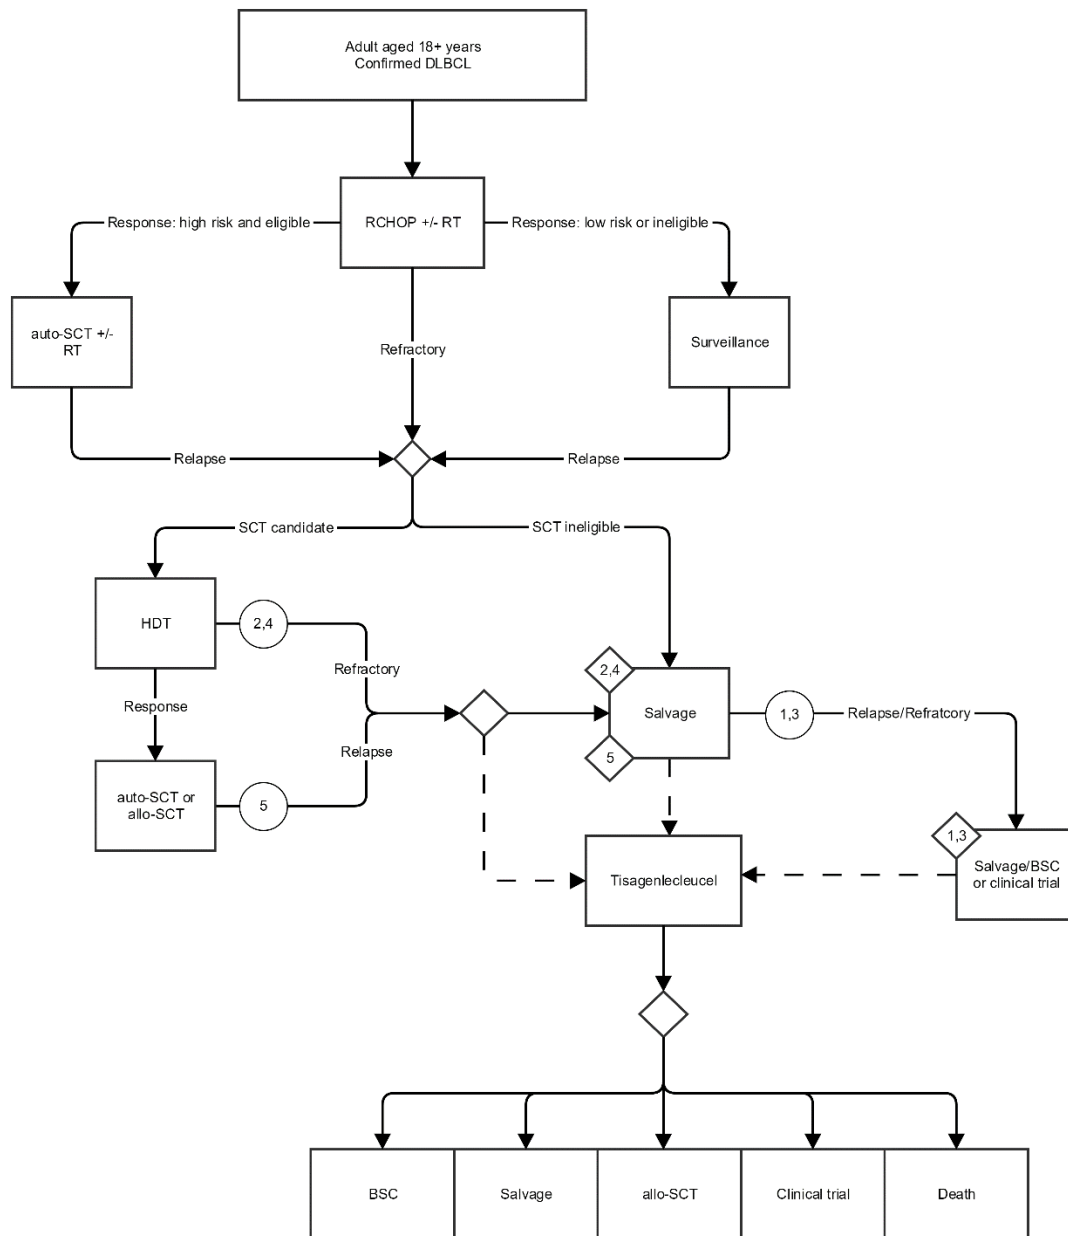 Adult aged 18+ years
Confirmed DLBCL
Response: high risk and eligible
RCHOP +/- RT
Response: low risk or ineligible
auto-SCT +/-
RT
Refractory
Surveillance
Relapse
Relapse
SCT candidate
SCT ineligible
HDT
2,4
Refractory
2,4
Response
Salvage
1,3
Relapse/Refratcory
Relapse
5
auto-SCT or
allo-SCT
5
1,3
Salvage/BSC
or clinical trial
Tisagenlecleucel
BSC
Salvage
allo-SCT
Clinical trial
Death